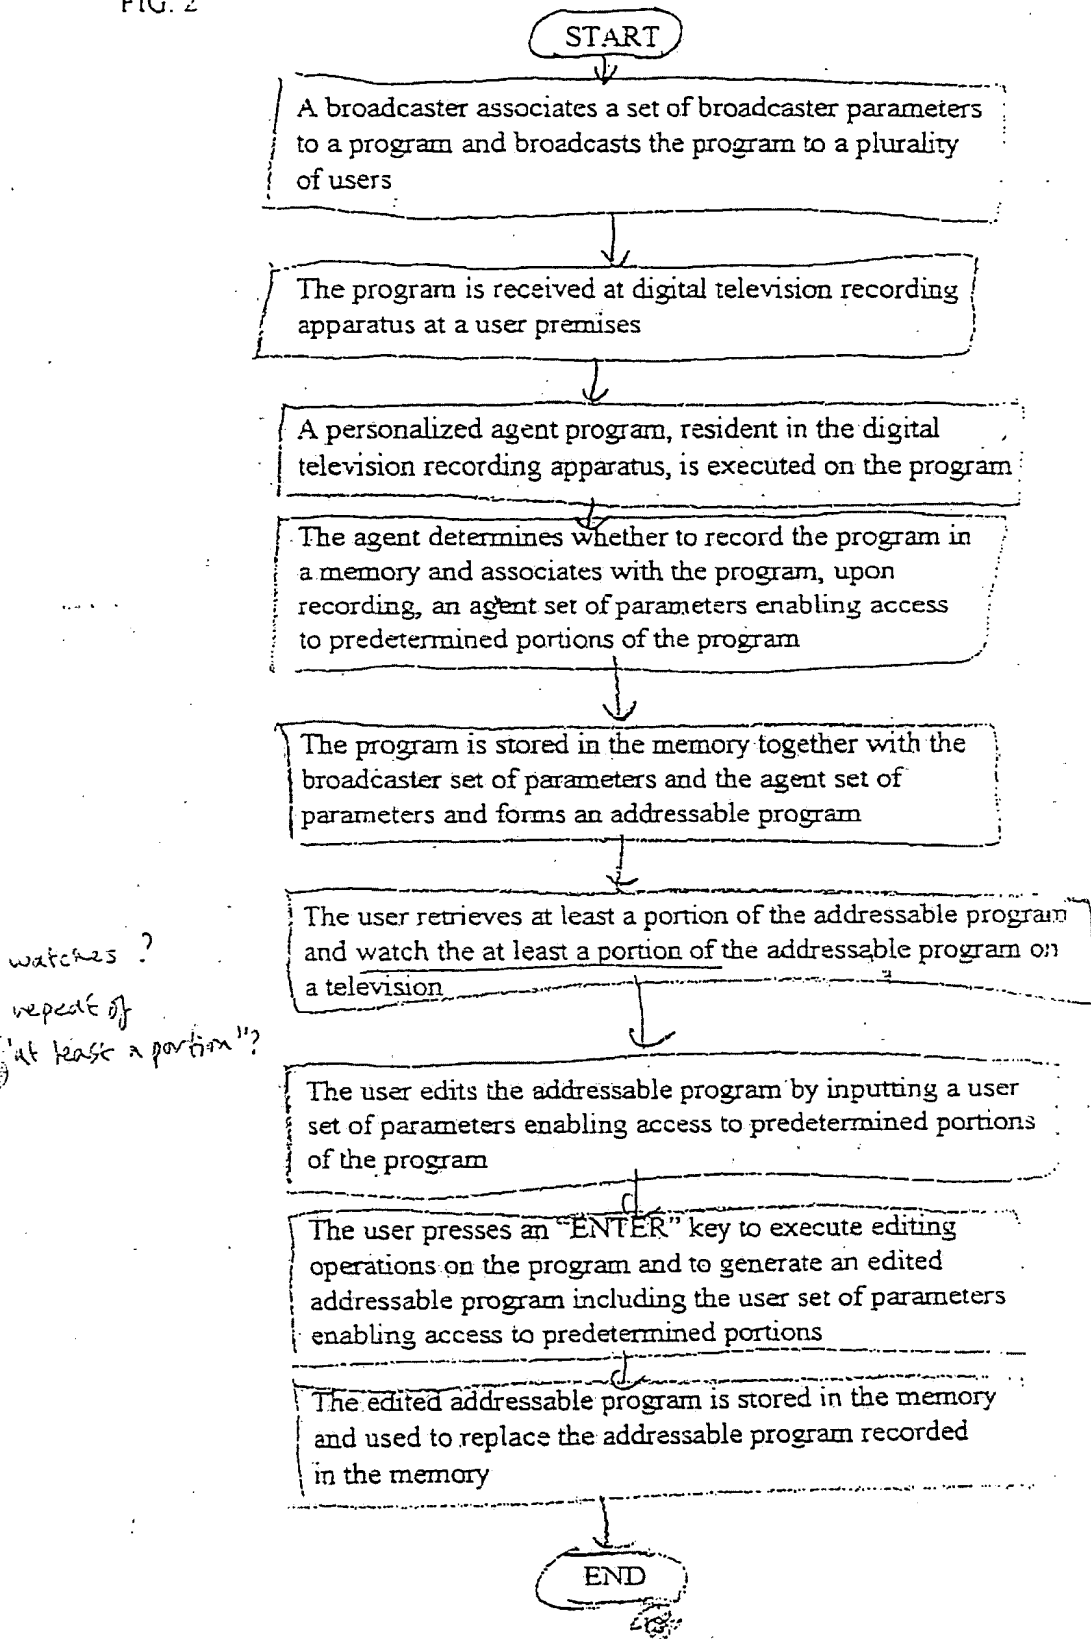 FIG. 2
START
A broadcaster associates a set of broadcaster parameters
to a program and broadcasts the program to a plurality
of users
The program is received at digital television recording
apparatus at a user premises
A personalized agent program, resident in the digital
television recording apparatus, is executed on the program
The agent determines whether to record the program in
a memory and associates with the program, upon
recording, an agent set of parameters enabling access
to predetermined portions of the program
The program is stored in the memory together with the
broadcaster set of parameters and the agent set of
parameters and forms an addressable program
The user retrieves at least a portion of the addressable program
and watch the at least a portion of the addressable program on
a television
watches ?
repeat of
"at least a portion"?
The user edits the addressable program by inputting a user
set of parameters enabling access to predetermined portions
of the program
The user presses an "ENTER" key to execute editing
operations on the program and to generate an edited
addressable program including the user set of parameters
enabling access to predetermined portions
The edited addressable program is stored in the memory
and used to replace the addressable program recorded
in the memory
END